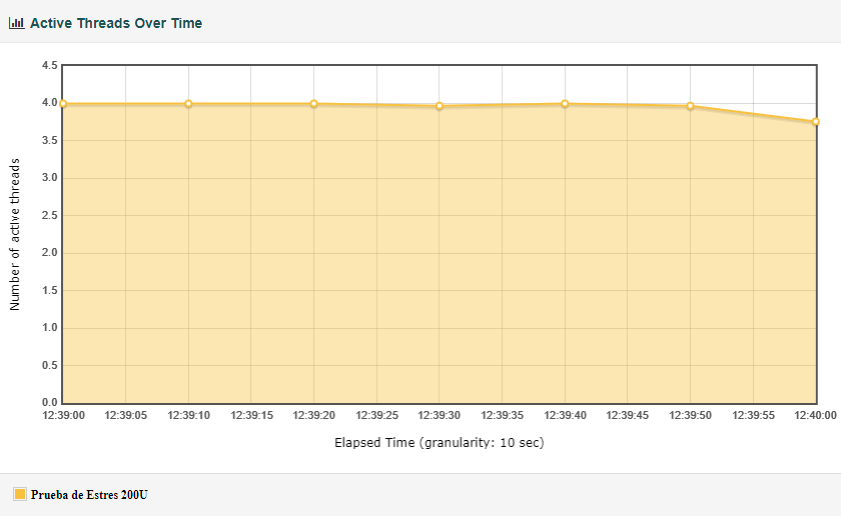 Active Threads Over Time
Number of active threads
4.5
4.0
3.5
3.0
2.5
2.0
1.5
1.0
0.5
0.0
12:39:00 12:39:05 12:39:10 12:39:15 12:39:20 12:39:25 12:39:30 12:39:35 12:39:40 12:39:45 12:39:50 12:39:55 12:40:00
Elapsed Time (granularity: 10 sec)
Prueba de Estres 200U